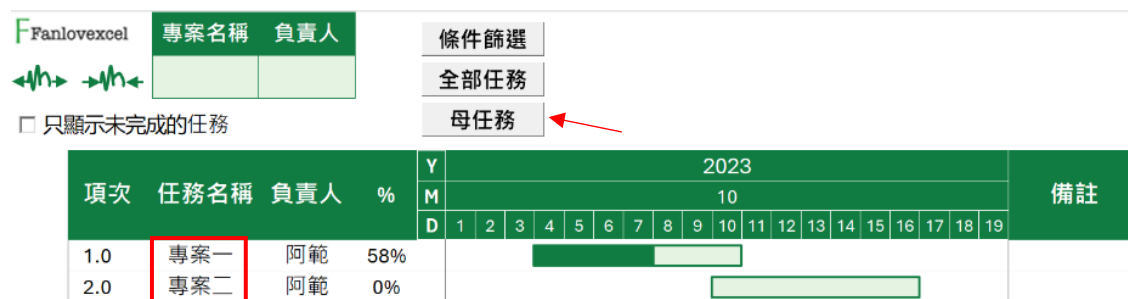 Fanlovexcel 專案名稱 負責人
條件篩選
全部任務
只顯示未完成的任務
母任務
項次 任務名稱 負責人 % Y 2023 備註
M 10
D 1 2 3 4 5 6 7 8 9 10 11 12 13 14 15 16 17 18 19
1.0 專案一 阿範 58%
2.0 專案二 阿範 0%